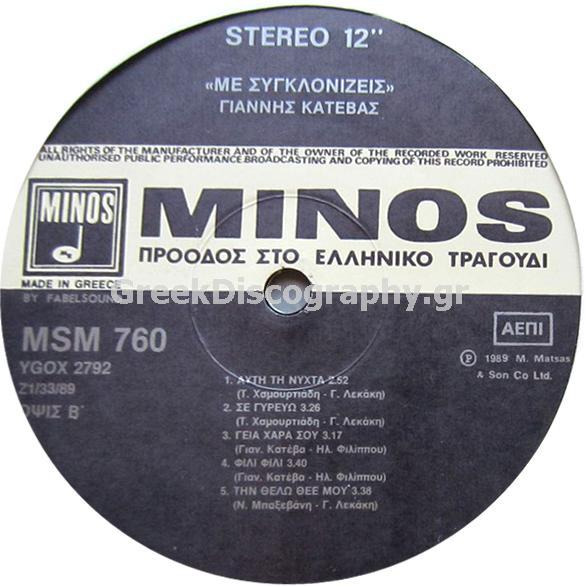 STEREO 12"
«ΜΕ ΣΥΓΚΛΟΝΙΖΕΙΣ»
ΓΙΑΝΝΗΣ ΚΑΤΕΒΑΣ
ALL RIGHTS OF THE MANUFACTURER AND OF THE OWNER OF THE RECORDED WORK RESERVED
UNAUTHORISED PUBLIC PERFORMANCE BROADCASTING AND COPYING OF THIS RECORD PROHIBITED
MINOS
MINOS
ΠΡΟΟΔΟΣ ΣΤΟ ΕΛΛΗΝΙΚΟ ΤΡΑΓΟΥΔΙ
MADE IN GREECE
BY FABELSOUND
GreekDiscography.gr
MSM 760
YGOX 2792
Z1/33/89
ΟΨΙΣ Β'
ΑΕΠΙ
℗ 1989 M. Matsas
& Son Co Ltd.
1. ΑΥΤΗ ΤΗ ΝΥΧΤΑ 2.52
(Τ. Χαμουρτιάδη - Γ. Λεκάκη)
2. ΣΕ ΓΥΡΕΥΩ 3.26
(Τ. Χαμουρτιάδη - Γ. Λεκάκη)
3. ΓΕΙΑ ΧΑΡΑ ΣΟΥ 3.17
(Γιαν. Κατέβα - Ηλ. Φιλίππου)
4. ΦΙΛΙ ΦΙΛΙ 3.40
(Γιαν. Κατέβα - Ηλ. Φιλίππου)
5. ΤΗΝ ΘΕΛΩ ΘΕΕ ΜΟΥ 3.38
(Ν. Μπαξεβάνη - Γ. Λεκάκη)